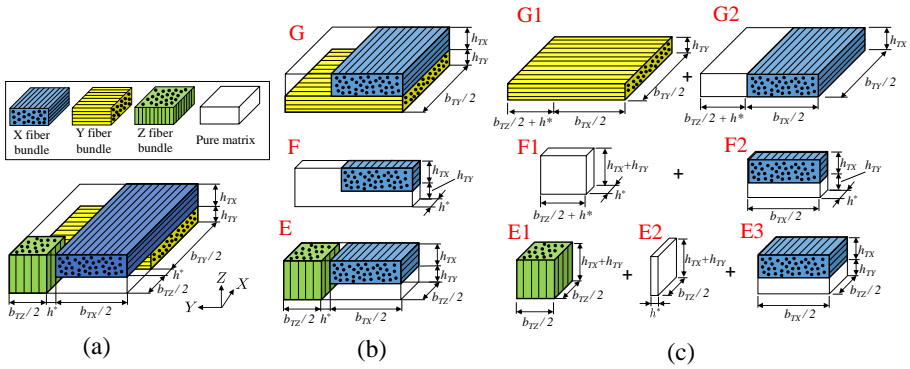 X fiber bundle
Y fiber bundle
Z fiber bundle
Pure matrix
h_TX
h_TY
b_TY/2
h*
b_TZ/2
b_TZ/2 h* b_TX/2
Z
Y X
(a)
G
h_TX
h_TY
b_TY/2
F
h_TX
h_TY
h*
E
h_TX
h_TY
b_TZ/2
b_TZ/2 h* b_TX/2
(b)
G1
h_TY
b_TY/2
b_TZ/2 + h* b_TX/2
+
G2
h_TX
b_TY/2
b_TZ/2 + h* b_TX/2
F1
h_TX+h_TY
h*
b_TZ/2 + h*
+
F2
h_TX
h_TY
h*
b_TX/2
E1
h_TX+h_TY
b_TZ/2
b_TZ/2
+
E2
h_TX+h_TY
b_TZ/2
h*
+
E3
h_TX
h_TY
b_TZ/2
b_TX/2
(c)